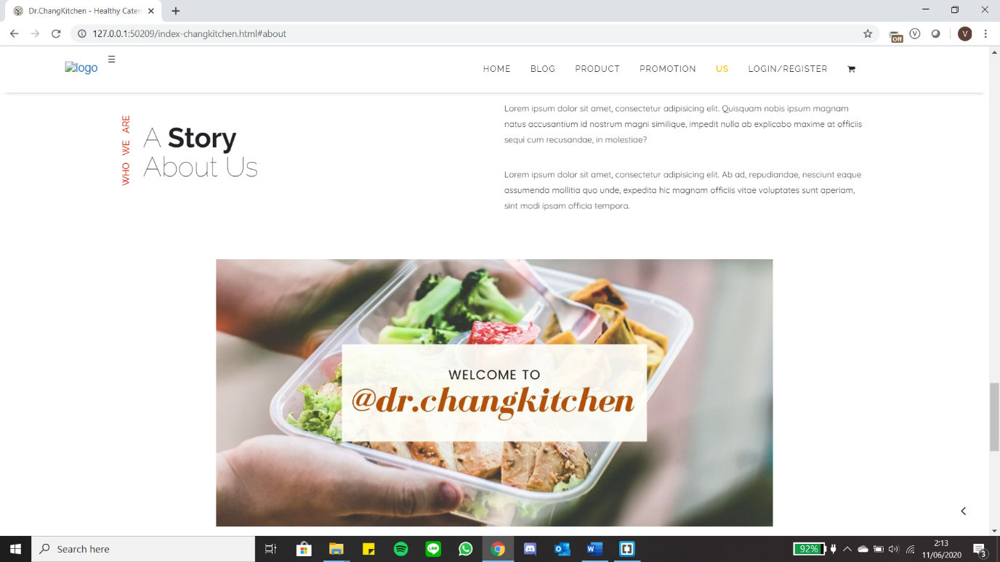 Dr.ChangKitchen - Healthy Cater
127.0.0.1:50209/index-changkitchen.html#about
Off
V
V
logo
HOME
BLOG
PRODUCT
PROMOTION
US
LOGIN/REGISTER
WHO WE ARE
A Story
About Us
Lorem ipsum dolor sit amet, consectetur adipisicing elit. Quisquam nobis ipsum magnam
natus accusantium id nostrum magni similique, impedit nulla ab explicabo maxime at officiis
sequi cum recusandae, in molestiae?
Lorem ipsum dolor sit amet, consectetur adipisicing elit. Ab ad, repudiandae, nesciunt eaque
assumenda mollitia quo unde, expedita hic magnam officiis vitae voluptates sunt aperiam,
sint modi ipsam officia tempora.
WELCOME TO
@dr.changkitchen
Search here
LINE
92%
2:13
11/06/2020
3